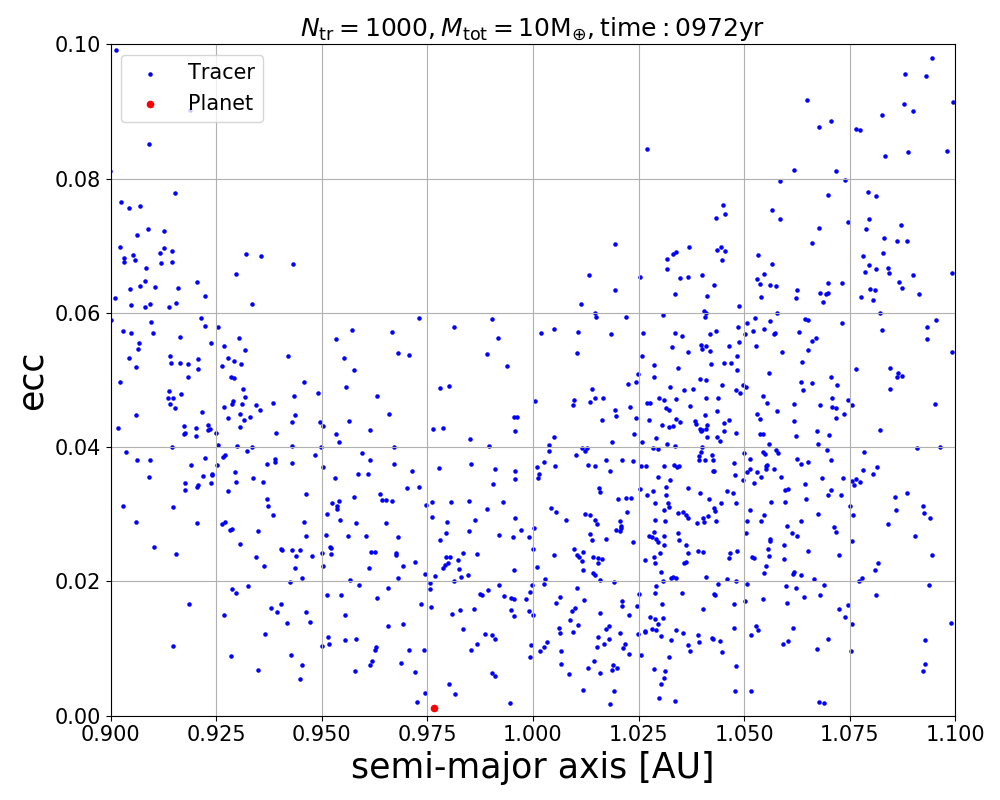 N_tr = 1000, M_tot = 10M_⊕, time : 0972yr
Tracer
Planet
0.10
0.08
0.06
0.04
0.02
0.00
ecc
0.900 0.925 0.950 0.975 1.000 1.025 1.050 1.075 1.100
semi-major axis [AU]